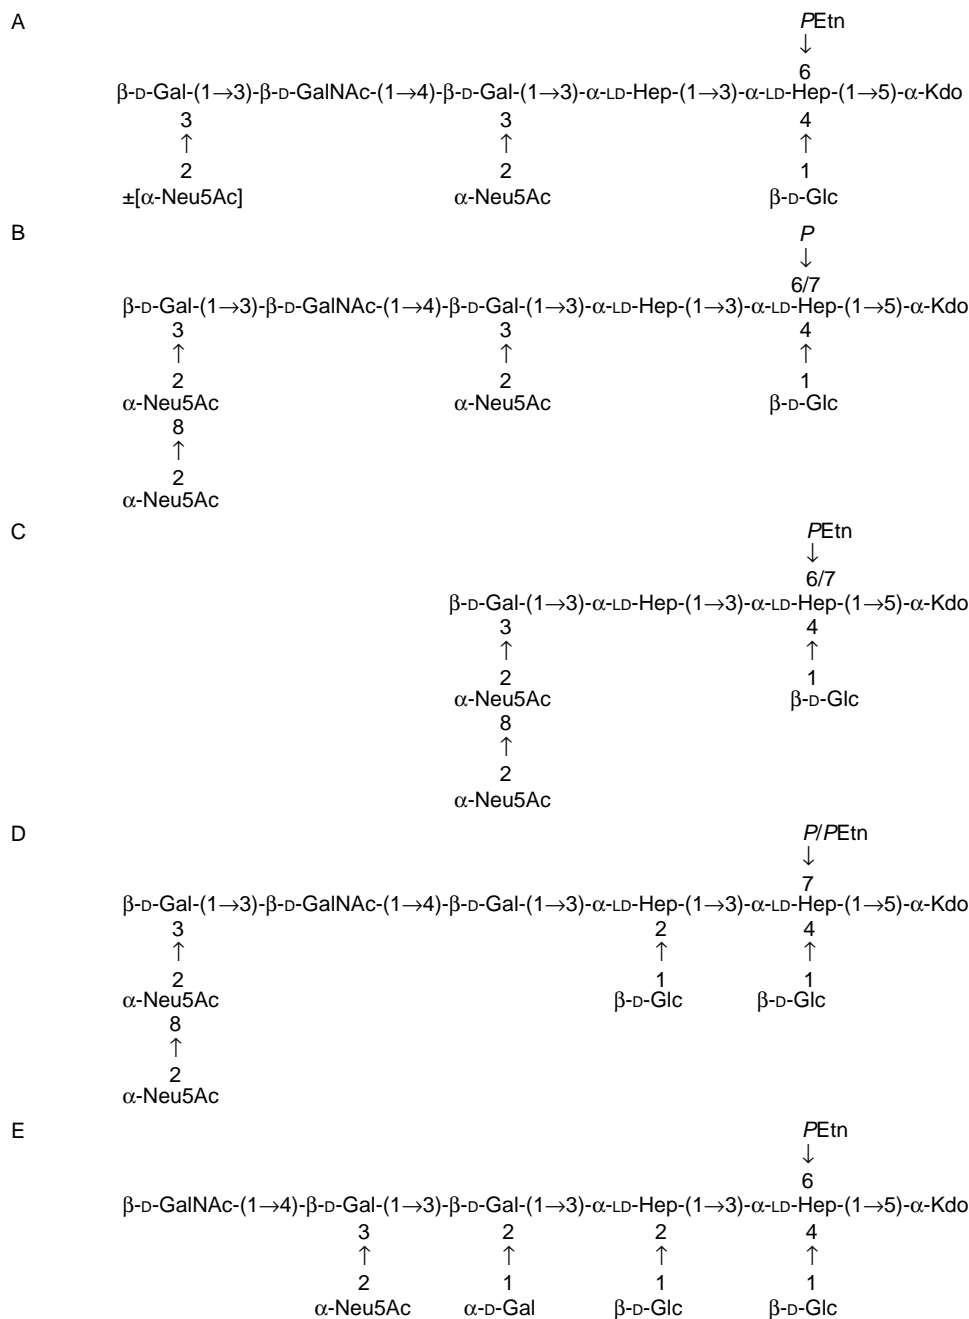 A
PEtn
↓
6
β-D-Gal-(1→3)-β-D-GalNAc-(1→4)-β-D-Gal-(1→3)-α-LD-Hep-(1→3)-α-LD-Hep-(1→5)-α-Kdo
3 3 4
↑ ↑ ↑
2 2 1
±[α-Neu5Ac] α-Neu5Ac β-D-Glc
B
P
↓
6/7
β-D-Gal-(1→3)-β-D-GalNAc-(1→4)-β-D-Gal-(1→3)-α-LD-Hep-(1→3)-α-LD-Hep-(1→5)-α-Kdo
3 3 4
↑ ↑ ↑
2 2 1
α-Neu5Ac α-Neu5Ac β-D-Glc
8
↑
2
α-Neu5Ac
C
PEtn
↓
6/7
β-D-Gal-(1→3)-α-LD-Hep-(1→3)-α-LD-Hep-(1→5)-α-Kdo
3 4
↑ ↑
2 1
α-Neu5Ac β-D-Glc
8
↑
2
α-Neu5Ac
D
P/PEtn
↓
7
β-D-Gal-(1→3)-β-D-GalNAc-(1→4)-β-D-Gal-(1→3)-α-LD-Hep-(1→3)-α-LD-Hep-(1→5)-α-Kdo
3 2 4
↑ ↑ ↑
2 1 1
α-Neu5Ac β-D-Glc β-D-Glc
8
↑
2
α-Neu5Ac
E
PEtn
↓
6
β-D-GalNAc-(1→4)-β-D-Gal-(1→3)-β-D-Gal-(1→3)-α-LD-Hep-(1→3)-α-LD-Hep-(1→5)-α-Kdo
3 2 2 4
↑ ↑ ↑ ↑
2 1 1 1
α-Neu5Ac α-D-Gal β-D-Glc β-D-Glc